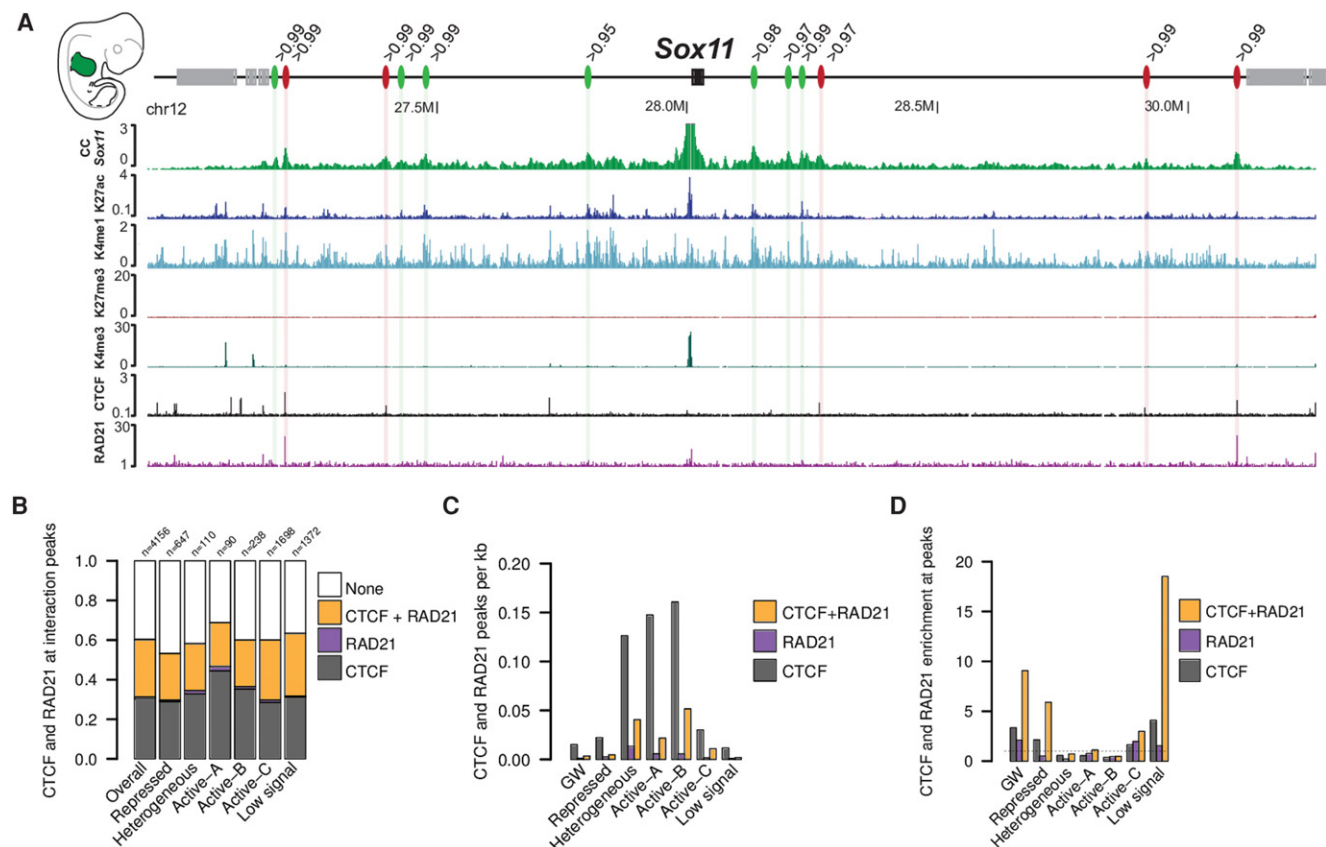 A
>0.99
>0.99
>0.99
>0.99
>0.99
>0.95
Sox11
>0.98
>0.97
>0.99
>0.97
>0.99
>0.99
chr12
27.5M|
28.0M|
28.5M|
30.0M|
CC Sox11
3
0
K27ac
4
0.1
K4me1
2
0
K27me3
20
0
K4me3
30
0
CTCF
3
0.1
RAD21
30
1
B
CTCF and RAD21 at interaction peaks
n=4156
n=647
n=110
n=90
n=238
n=1698
n=1372
1.0
0.8
0.6
0.4
0.2
0.0
None
CTCF + RAD21
RAD21
CTCF
Overall
Repressed
Heterogeneous
Active-A
Active-B
Active-C
Low signal
C
CTCF and RAD21 peaks per kb
0.20
0.15
0.10
0.05
0.00
CTCF+RAD21
RAD21
CTCF
GW
Repressed
Heterogeneous
Active-A
Active-B
Active-C
Low signal
D
CTCF and RAD21 enrichment at peaks
20
15
10
5
0
CTCF+RAD21
RAD21
CTCF
GW
Repressed
Heterogeneous
Active-A
Active-B
Active-C
Low signal